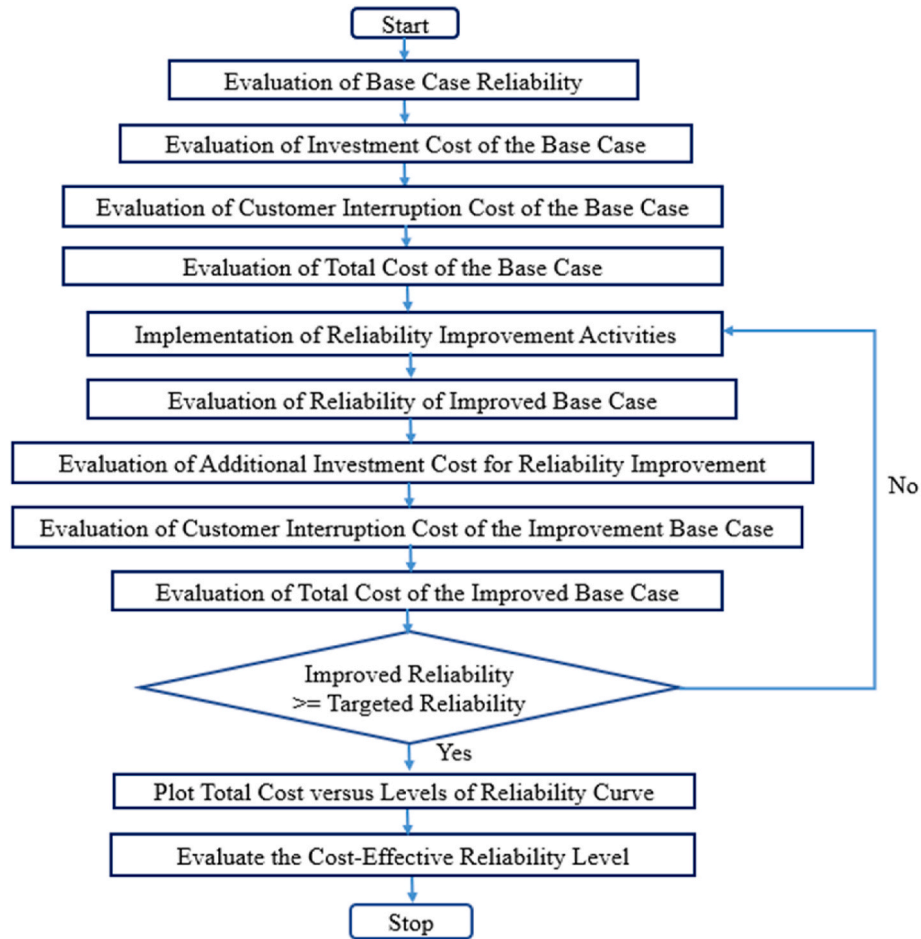 Start
Evaluation of Base Case Reliability
Evaluation of Investment Cost of the Base Case
Evaluation of Customer Interruption Cost of the Base Case
Evaluation of Total Cost of the Base Case
Implementation of Reliability Improvement Activities
Evaluation of Reliability of Improved Base Case
Evaluation of Additional Investment Cost for Reliability Improvement
No
Evaluation of Customer Interruption Cost of the Improvement Base Case
Evaluation of Total Cost of the Improved Base Case
Improved Reliability
>= Targeted Reliability
Yes
Plot Total Cost versus Levels of Reliability Curve
Evaluate the Cost-Effective Reliability Level
Stop